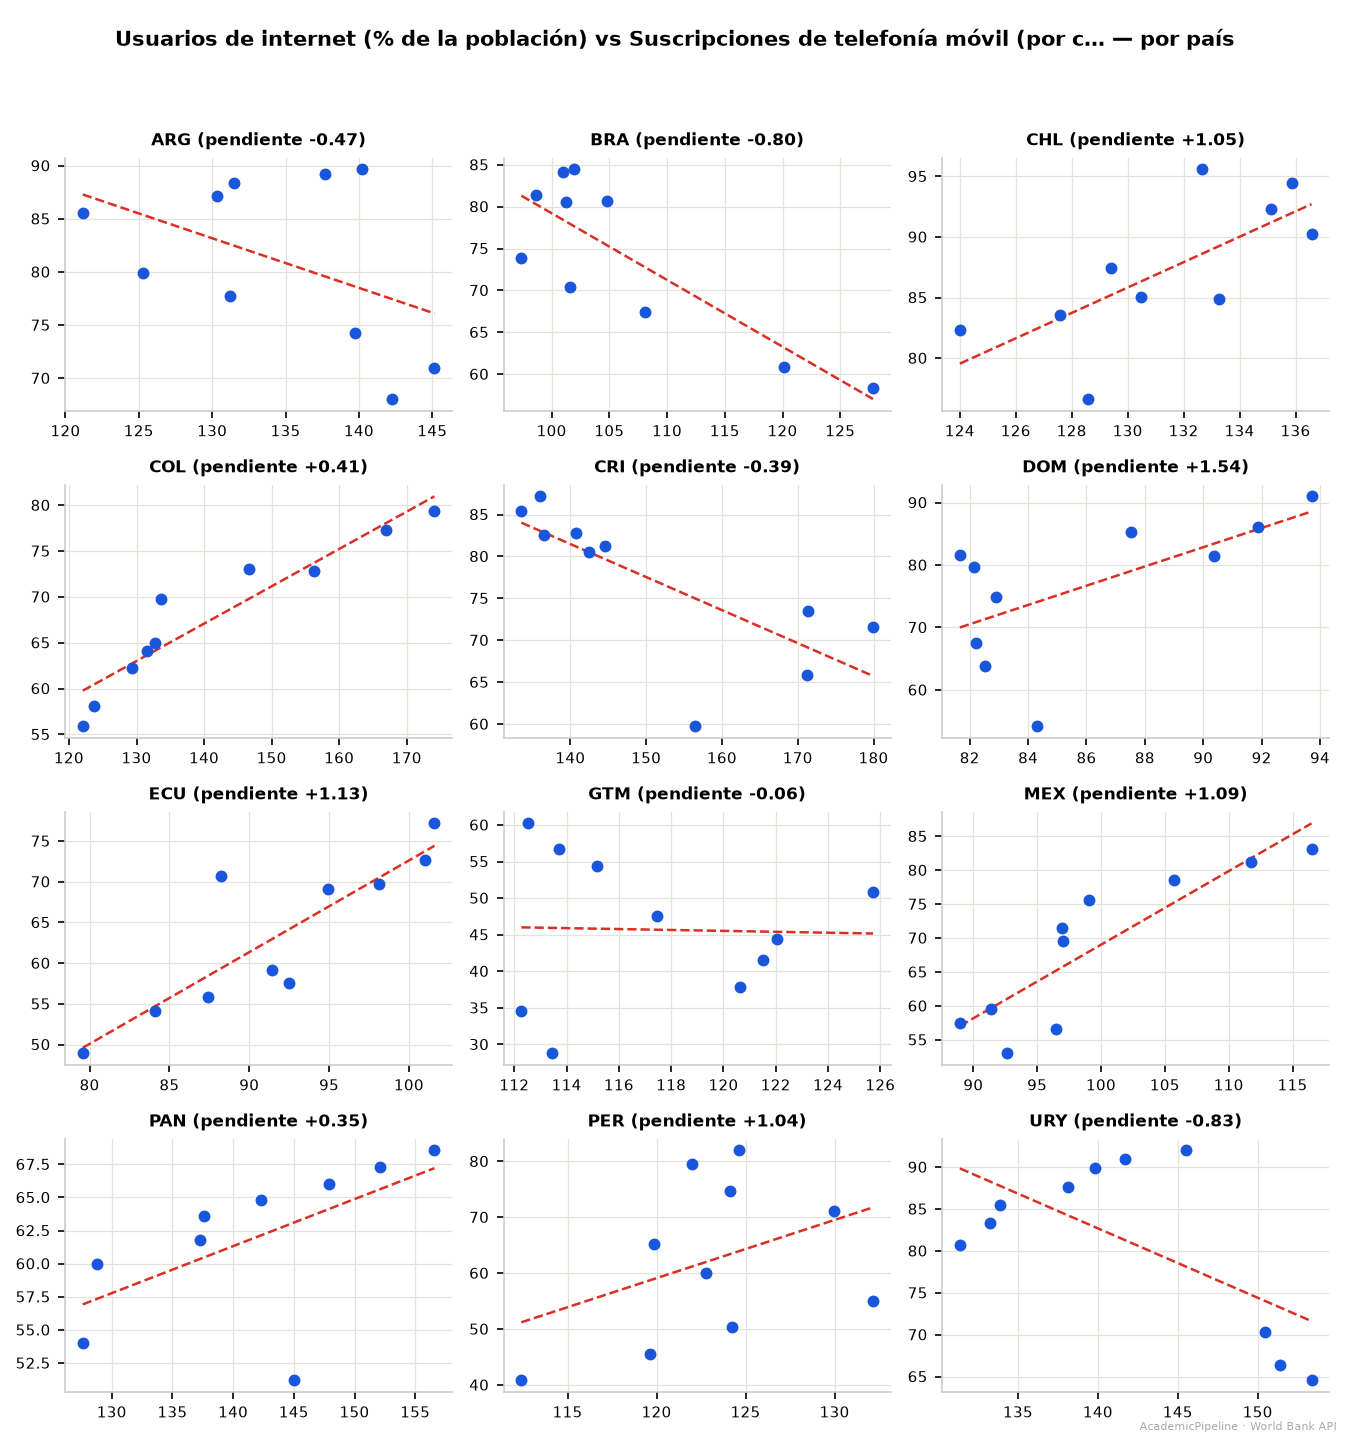 Usuarios de internet (% de la población) vs Suscripciones de telefonía móvil (por c... — por país
ARG (pendiente -0.47) BRA (pendiente -0.80) CHL (pendiente +1.05)
90 85 80 75 70
120 125 130 135 140 145
85 80 75 70 65 60
100 105 110 115 120 125
95 90 85 80
124 126 128 130 132 134 136
COL (pendiente +0.41) CRI (pendiente -0.39) DOM (pendiente +1.54)
80 75 70 65 60 55
120 130 140 150 160 170
85 80 75 70 65 60
140 150 160 170 180
90 80 70 60
82 84 86 88 90 92 94
ECU (pendiente +1.13) GTM (pendiente -0.06) MEX (pendiente +1.09)
75 70 65 60 55 50
80 85 90 95 100
60 55 50 45 40 35 30
112 114 116 118 120 122 124 126
85 80 75 70 65 60 55
90 95 100 105 110 115
PAN (pendiente +0.35) PER (pendiente +1.04) URY (pendiente -0.83)
67.5 65.0 62.5 60.0 57.5 55.0 52.5
130 135 140 145 150 155
80 70 60 50 40
115 120 125 130
90 85 80 75 70 65
135 140 145 150
AcademicPipeline · World Bank API